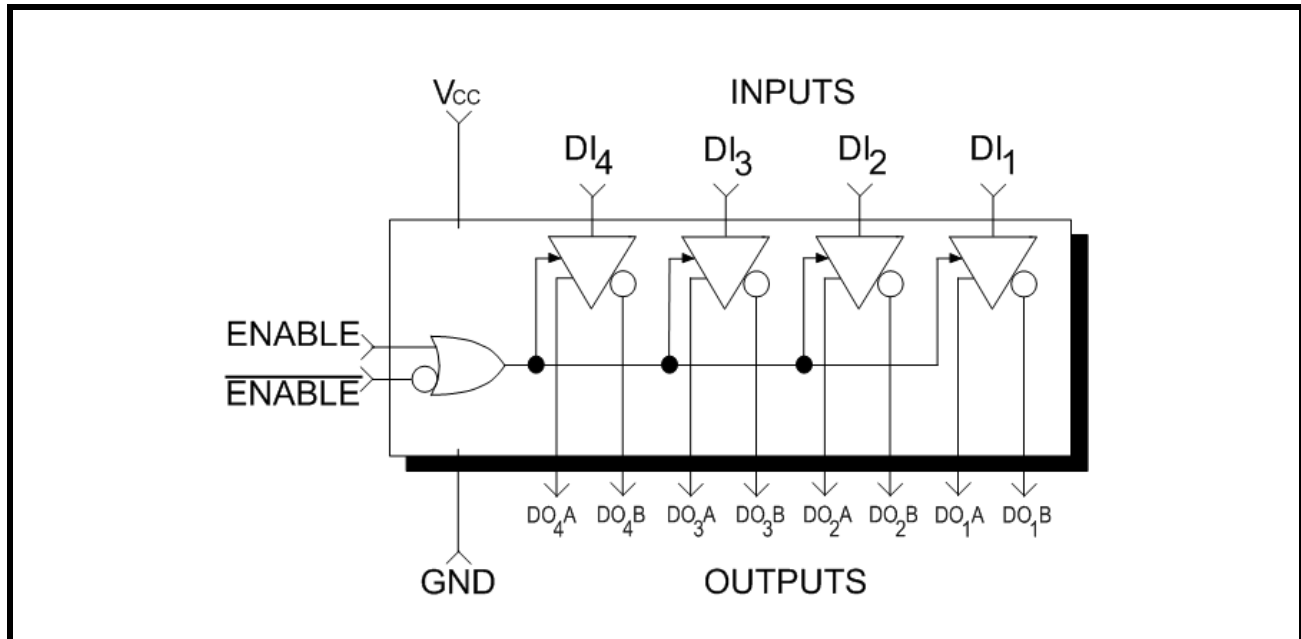 VCC
INPUTS
DI4 DI3 DI2 DI1
ENABLE
ENABLE
DO4A DO4B DO3A DO3B DO2A DO2B DO1A DO1B
GND
OUTPUTS